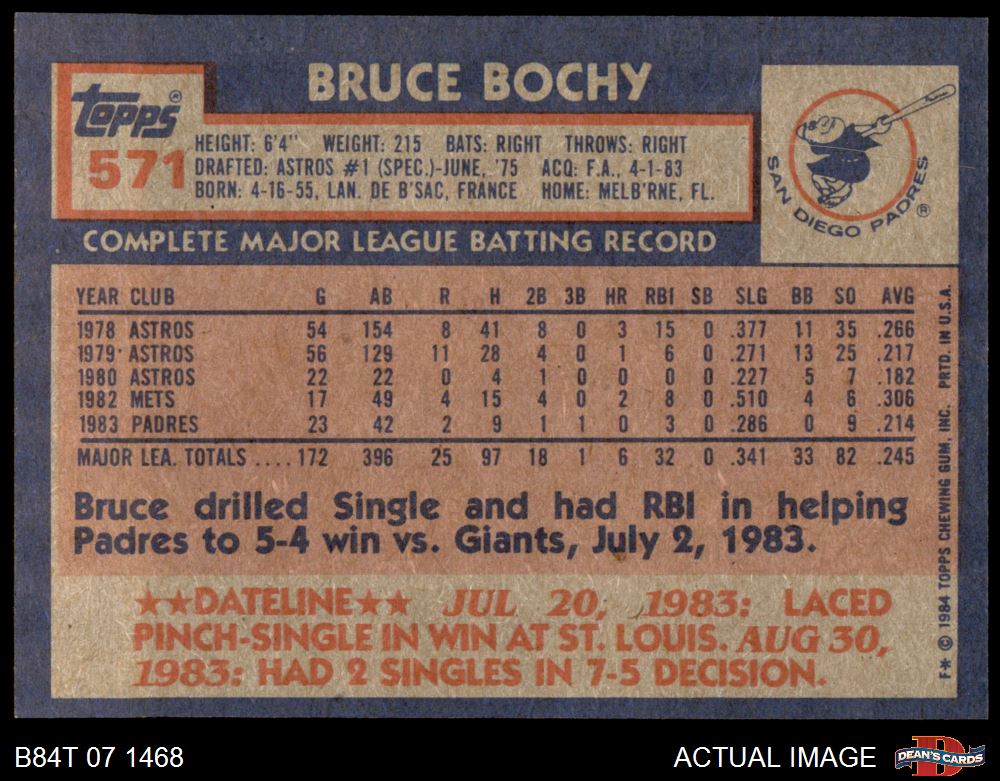 BRUCE BOCHY
Topps®
571
HEIGHT: 6'4" WEIGHT: 215 BATS: RIGHT THROWS: RIGHT
DRAFTED: ASTROS #1 (SPEC.)-JUNE, '75 ACQ: F.A., 4-1-83
BORN: 4-16-55, LAN. DE B'SAC, FRANCE HOME: MELB'RNE, FL.
SAN DIEGO PADRES ®
COMPLETE MAJOR LEAGUE BATTING RECORD
YEAR CLUB G AB R H 2B 3B HR RBI SB SLG BB SO AVG
1978 ASTROS 54 154 8 41 8 0 3 15 0 .377 11 35 .266
1979 ASTROS 56 129 11 28 4 0 1 6 0 .271 13 25 .217
1980 ASTROS 22 22 0 4 1 0 0 0 0 .227 5 7 .182
1982 METS 17 49 4 15 4 0 2 8 0 .510 4 6 .306
1983 PADRES 23 42 2 9 1 1 0 3 0 .286 0 9 .214
MAJOR LEA. TOTALS .... 172 396 25 97 18 1 6 32 0 .341 33 82 .245
Bruce drilled Single and had RBI in helping
Padres to 5-4 win vs. Giants, July 2, 1983.
★★DATELINE★★ JUL 20, 1983: LACED
PINCH-SINGLE IN WIN AT ST. LOUIS. AUG 30,
1983: HAD 2 SINGLES IN 7-5 DECISION.
F* © 1984 TOPPS CHEWING GUM, INC. PRTD. IN U.S.A.
B84T 07 1468
ACTUAL IMAGE
D
DEAN'S CARDS